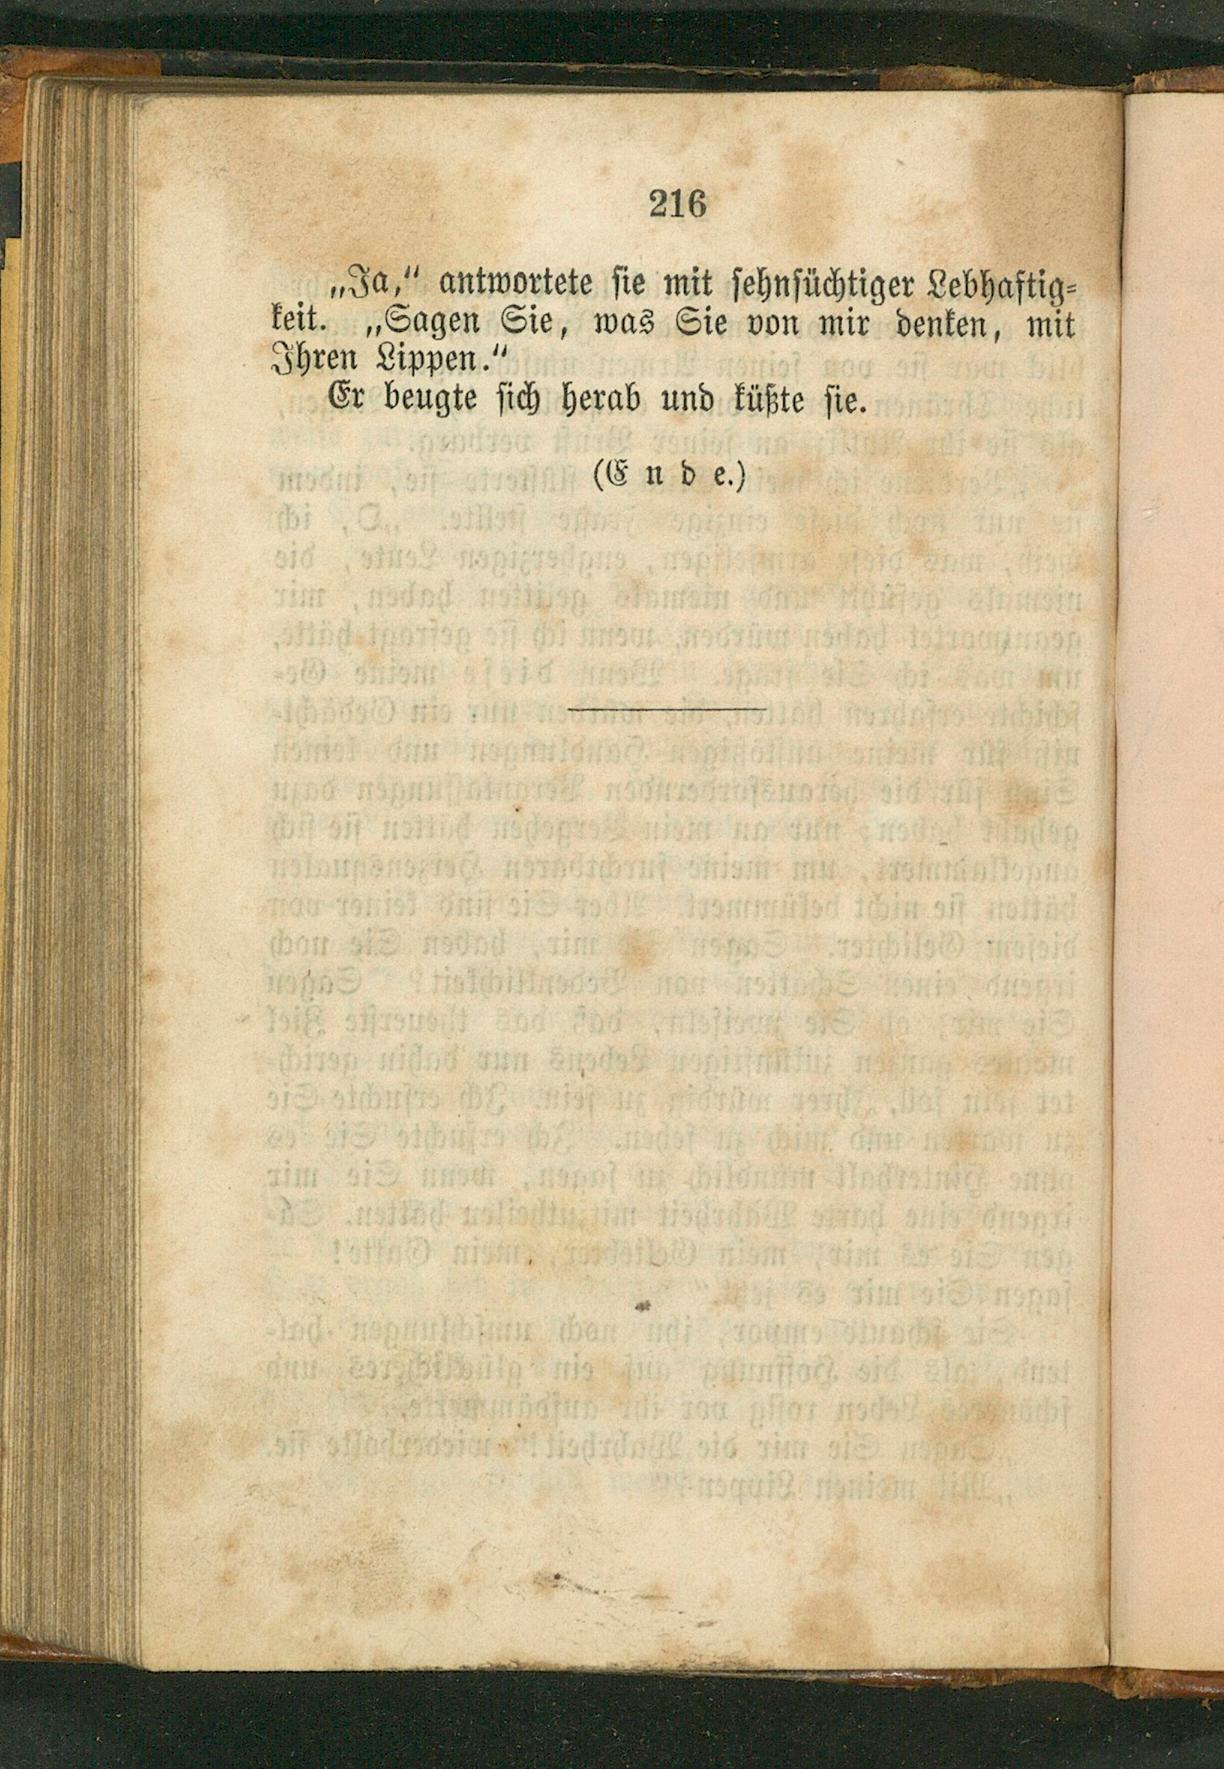 216
„Ja,“ antwortete sie mit sehnsüchtiger Lebhaftig-
keit. „Sagen Sie, was Sie von mir denken, mit
Ihren Lippen.“
Er beugte sich herab und küßte sie.
(E n d e.)